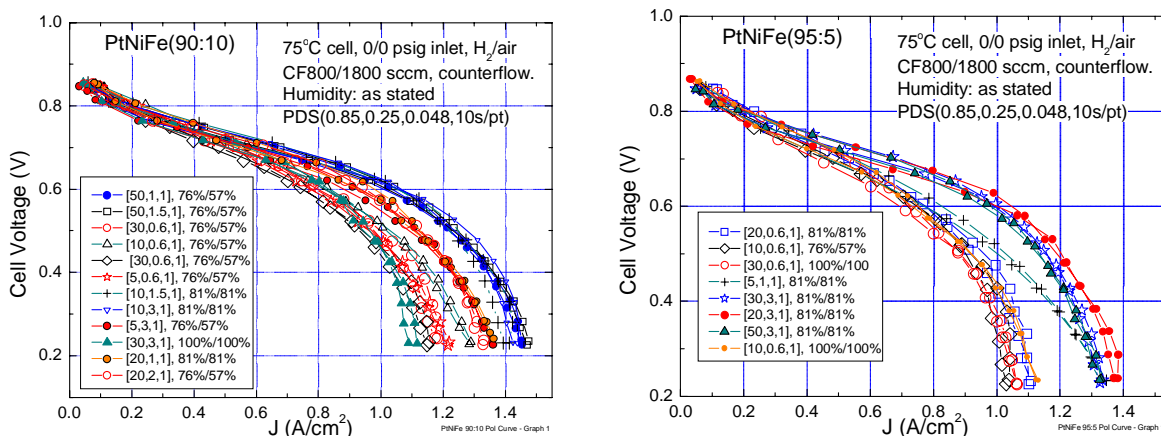 PtNiFe(90:10)
75°C cell, 0/0 psig inlet, H2/air
CF800/1800 sccm, counterflow.
Humidity: as stated
PDS(0.85,0.25,0.048,10s/pt)
Cell Voltage (V)
1.0
0.8
0.6
0.4
0.2
[50,1,1], 76%/57%
[50,1.5,1], 76%/57%
[30,0.6,1], 76%/57%
[10,0.6,1], 76%/57%
[30,0.6,1], 76%/57%
[5,0.6,1], 76%/57%
[10,1.5,1], 81%/81%
[10,3,1], 81%/81%
[5,3,1], 76%/57%
[30,3,1], 100%/100%
[20,1,1], 81%/81%
[20,2,1], 76%/57%
0.0 0.2 0.4 0.6 0.8 1.0 1.2 1.4
J (A/cm2)
PtNiFe 90:10 Pol Curve - Graph 1
PtNiFe(95:5)
75°C cell, 0/0 psig inlet, H2/air
CF800/1800 sccm, counterflow.
Humidity: as stated
PDS(0.85,0.25,0.048,10s/pt)
Cell Voltage (V)
1.0
0.8
0.6
0.4
0.2
[20,0.6,1], 81%/81%
[10,0.6,1], 76%/57%
[30,0.6,1], 100%/100
[5,1,1], 81%/81%
[30,3,1], 81%/81%
[20,3,1], 81%/81%
[50,3,1], 81%/81%
[10,0.6,1], 100%/100%
0.0 0.2 0.4 0.6 0.8 1.0 1.2 1.4
J (A/cm2)
PtNiFe 95:5 Pol Curve - Graph